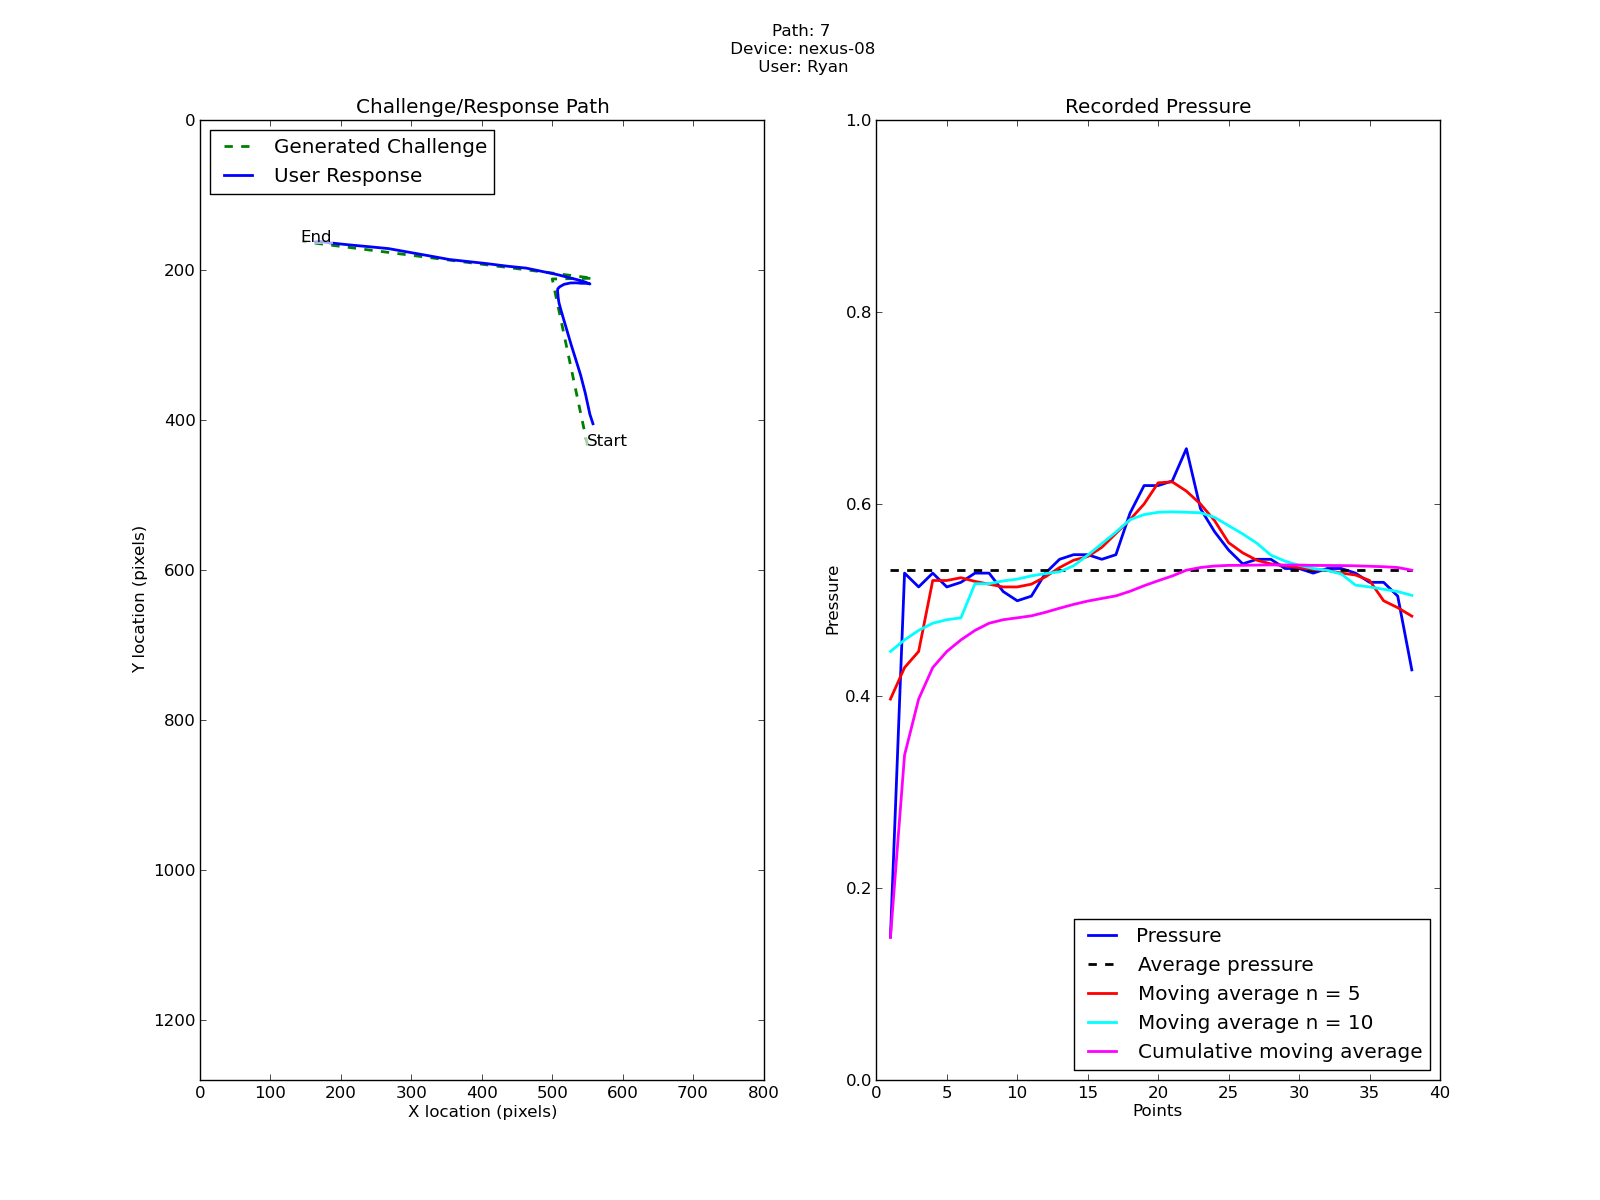 Path: 7
Device: nexus-08
User: Ryan
Challenge/Response Path
Generated Challenge
User Response
End
Start
0
200
400
600
800
1000
1200
Y location (pixels)
0 100 200 300 400 500 600 700 800
X location (pixels)
Recorded Pressure
1.0
0.8
0.6
0.4
0.2
0.0
Pressure
Pressure
Average pressure
Moving average n = 5
Moving average n = 10
Cumulative moving average
0 5 10 15 20 25 30 35 40
Points